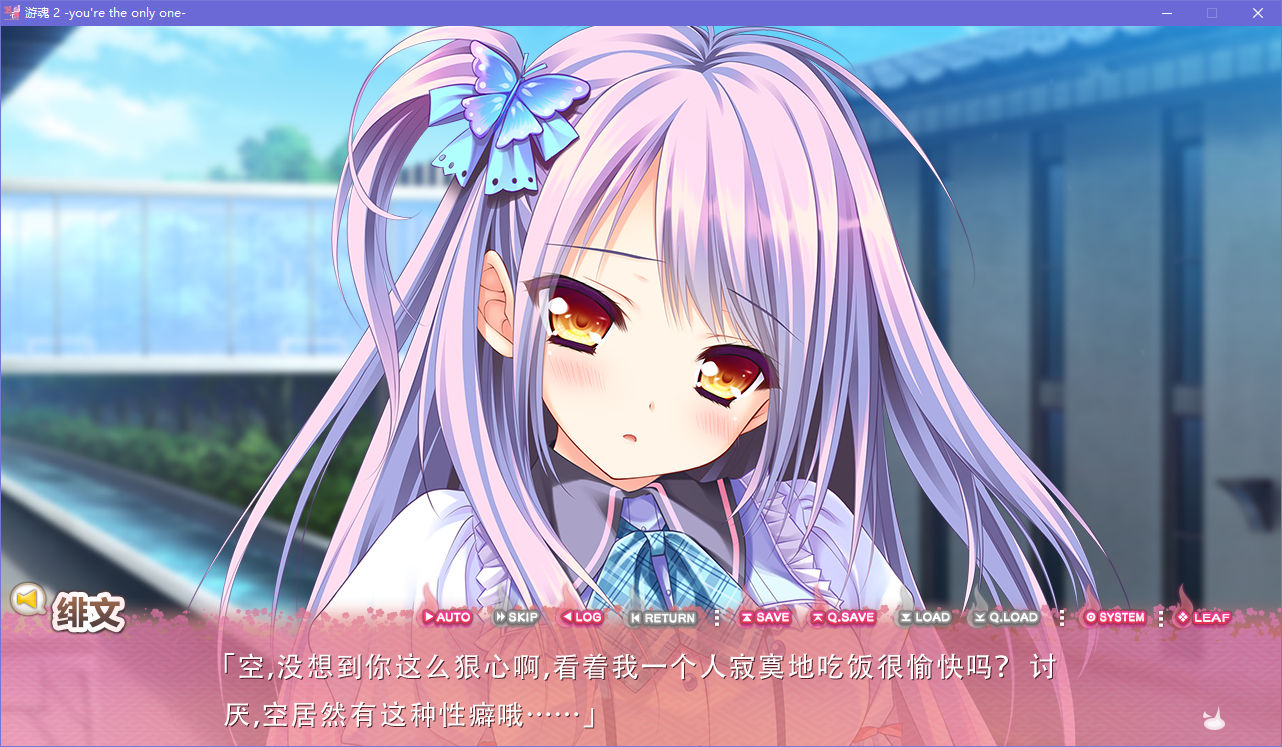 游魂 2 -you're the only one-
绯文
AUTO SKIP LOG RETURN SAVE Q.SAVE LOAD Q.LOAD SYSTEM LEAF
「空,没想到你这么狠心啊,看着我一个人寂寞地吃饭很愉快吗? 讨
厌,空居然有这种性癖哦……」